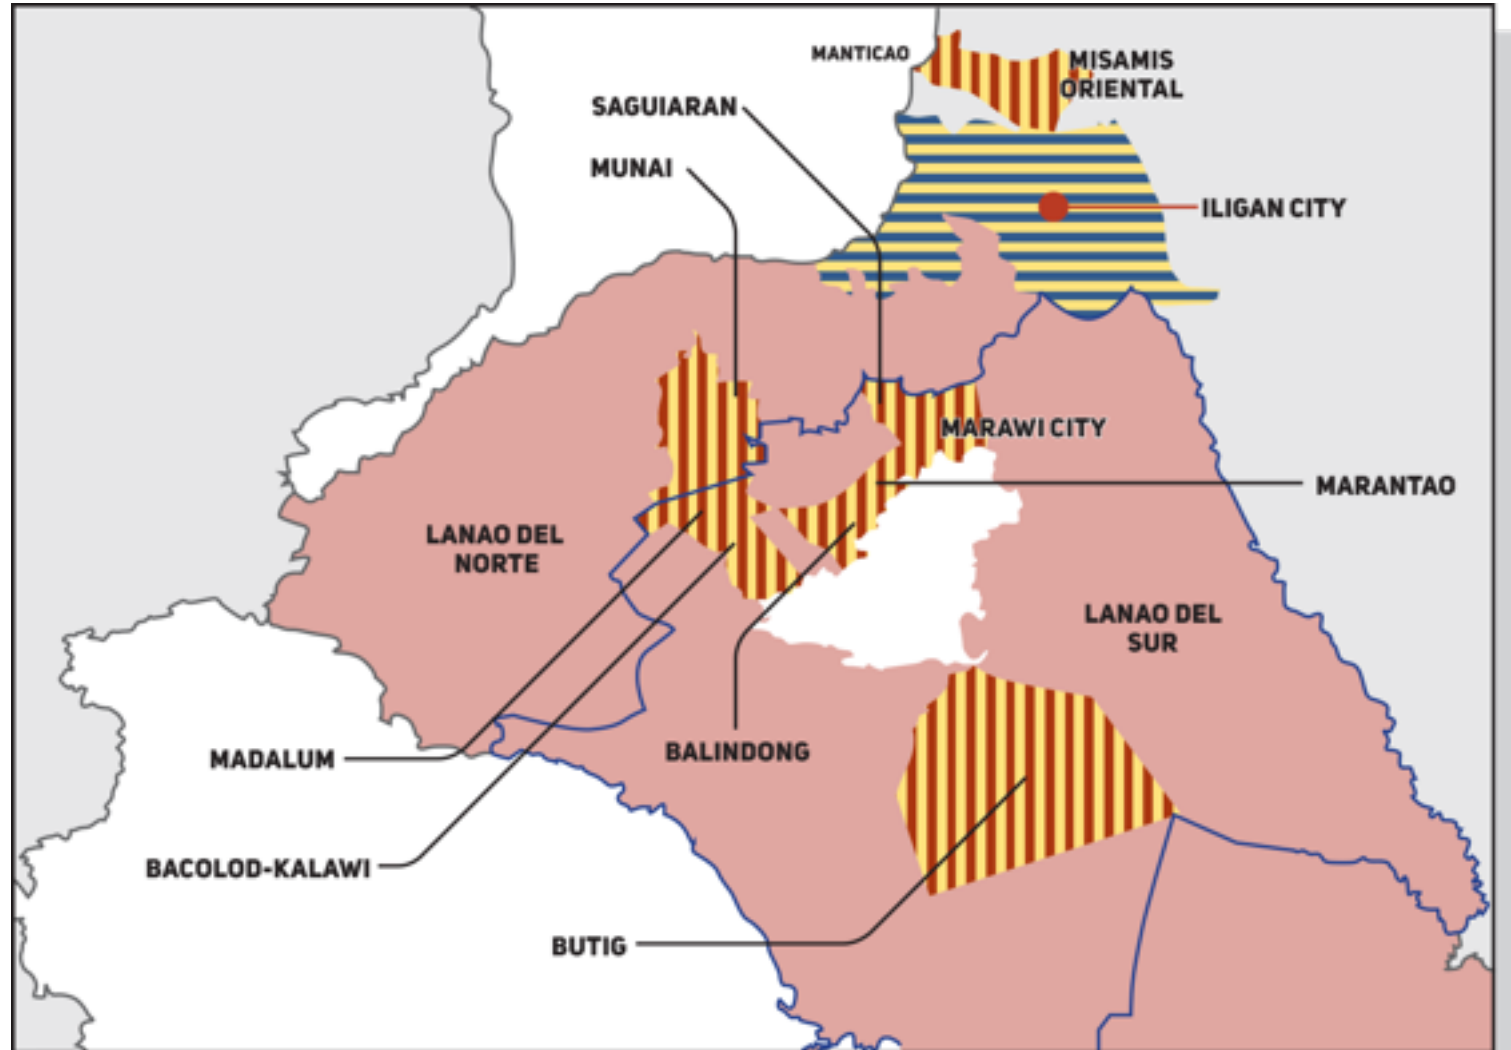 MANTICAO
MISAMIS
ORIENTAL
SAGUIARAN
MUNAI
ILIGAN CITY
MARAWI CITY
MARANTAO
LANAO DEL
NORTE
LANAO DEL
SUR
MADALUM
BALINDONG
BACOLOD-KALAWI
BUTIG